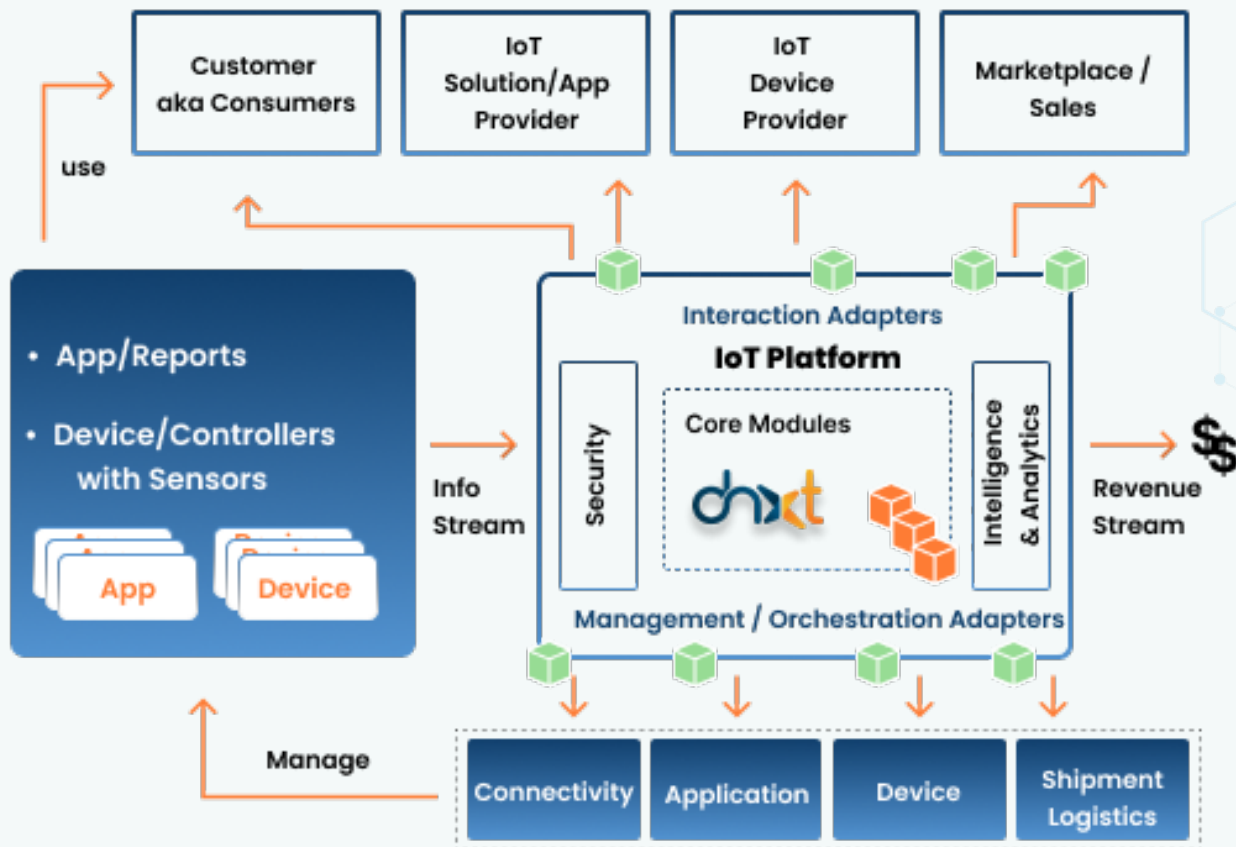 Customer
aka Consumers
IoT
Solution/App
Provider
IoT
Device
Provider
Marketplace /
Sales
use
• App/Reports
• Device/Controllers
with Sensors
App
Device
Info
Stream
Interaction Adapters
IoT Platform
Security
Core Modules
dnxt
Intelligence
& Analytics
Management / Orchestration Adapters
Revenue
Stream
$$
Manage
Connectivity
Application
Device
Shipment
Logistics